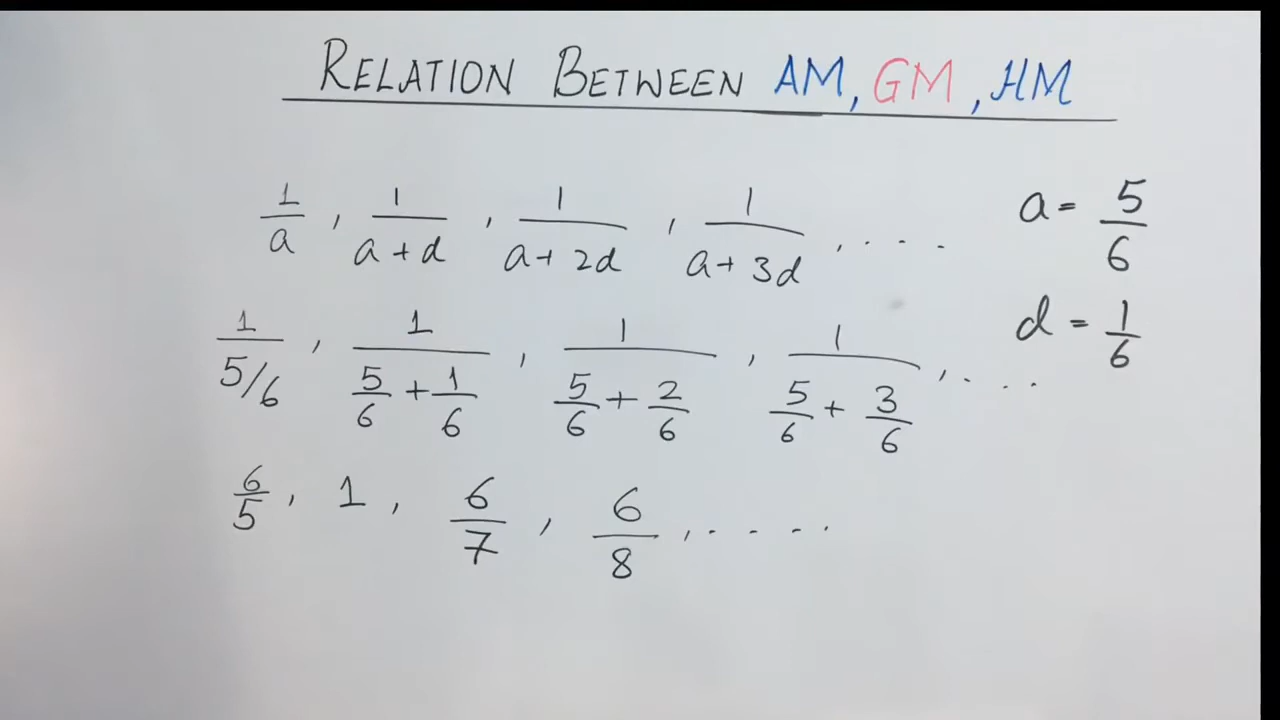 RELATION BETWEEN AM, GM, HM
1/a, 1/(a+d), 1/(a+2d), 1/(a+3d), .... a = 5/6
1/(5/6), 1/(5/6+1/6), 1/(5/6+2/6), 1/(5/6+3/6), .... d = 1/6
6/5, 1, 6/7, 6/8, ....